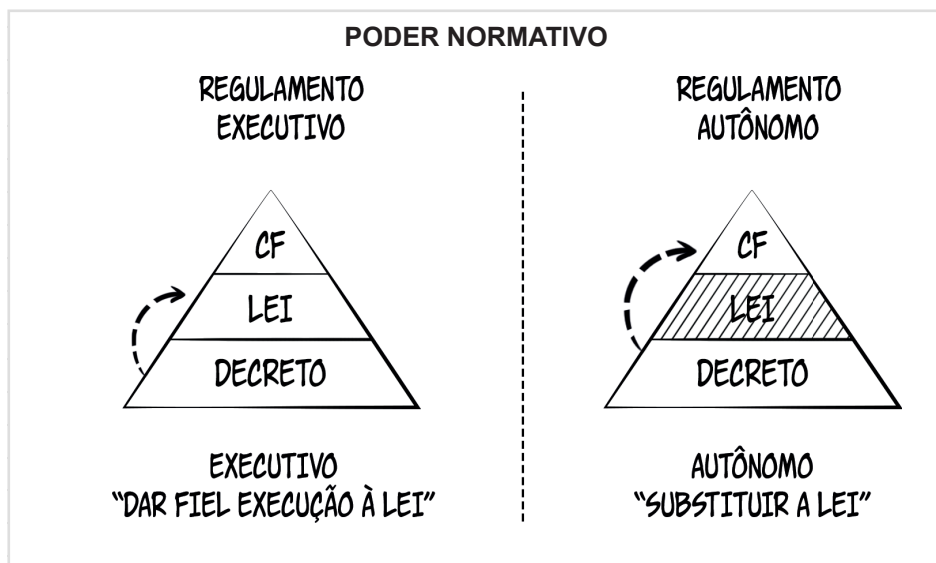 PODER NORMATIVO
REGULAMENTO
EXECUTIVO
CF
LEI
DECRETO
EXECUTIVO
“DAR FIEL EXECUÇÃO À LEI”
REGULAMENTO
AUTÔNOMO
CF
LEI
DECRETO
AUTÔNOMO
“SUBSTITUIR A LEI”